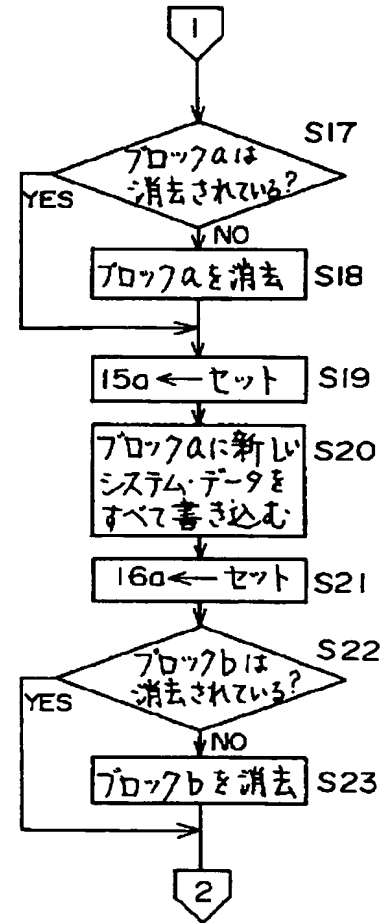 1
S17
ブロックaは
消去されている?
YES
NO
ブロックaを消去
S18
15a←セット
S19
ブロックaに新しい
システム・データを
すべて書き込む
S20
16a←セット
S21
S22
ブロックbは
消去されている?
YES
NO
ブロックbを消去
S23
2